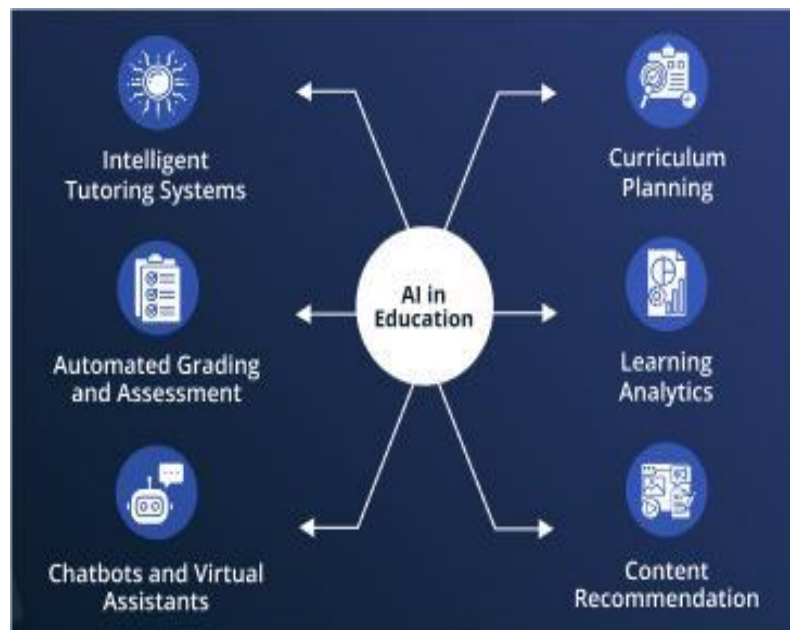 Intelligent
Tutoring Systems
Automated Grading
and Assessment
Chatbots and Virtual
Assistants
AI in
Education
Curriculum
Planning
Learning
Analytics
Content
Recommendation